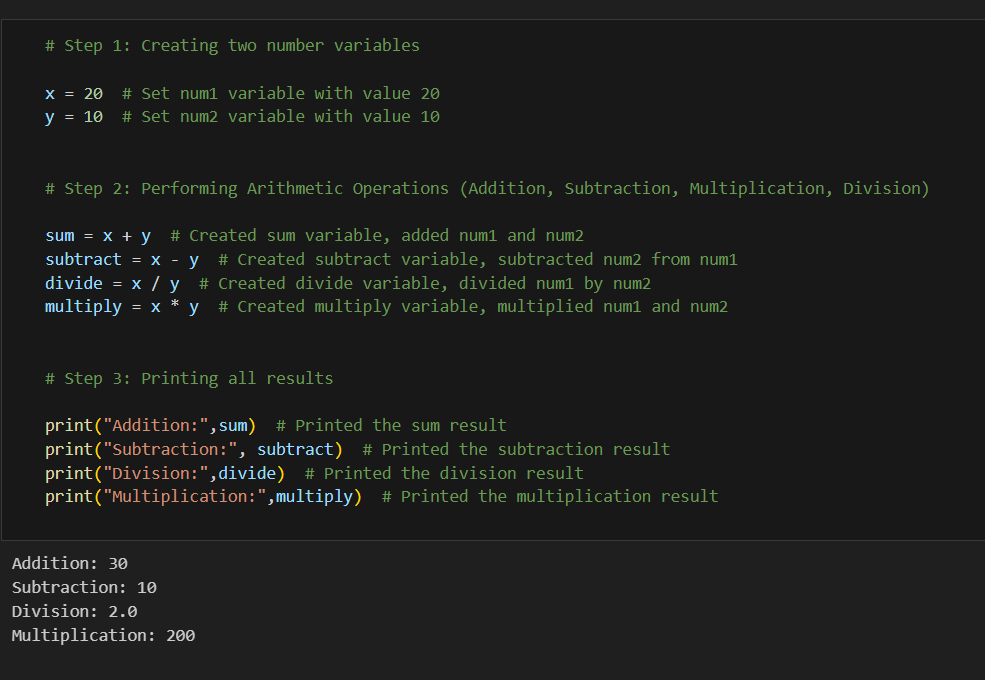 # Step 1: Creating two number variables
x = 20  # Set num1 variable with value 20
y = 10  # Set num2 variable with value 10
# Step 2: Performing Arithmetic Operations (Addition, Subtraction, Multiplication, Division)
sum = x + y  # Created sum variable, added num1 and num2
subtract = x - y  # Created subtract variable, subtracted num2 from num1
divide = x / y  # Created divide variable, divided num1 by num2
multiply = x * y  # Created multiply variable, multiplied num1 and num2
# Step 3: Printing all results
print("Addition:",sum)  # Printed the sum result
print("Subtraction:", subtract)  # Printed the subtraction result
print("Division:",divide)  # Printed the division result
print("Multiplication:",multiply)  # Printed the multiplication result
Addition: 30
Subtraction: 10
Division: 2.0
Multiplication: 200